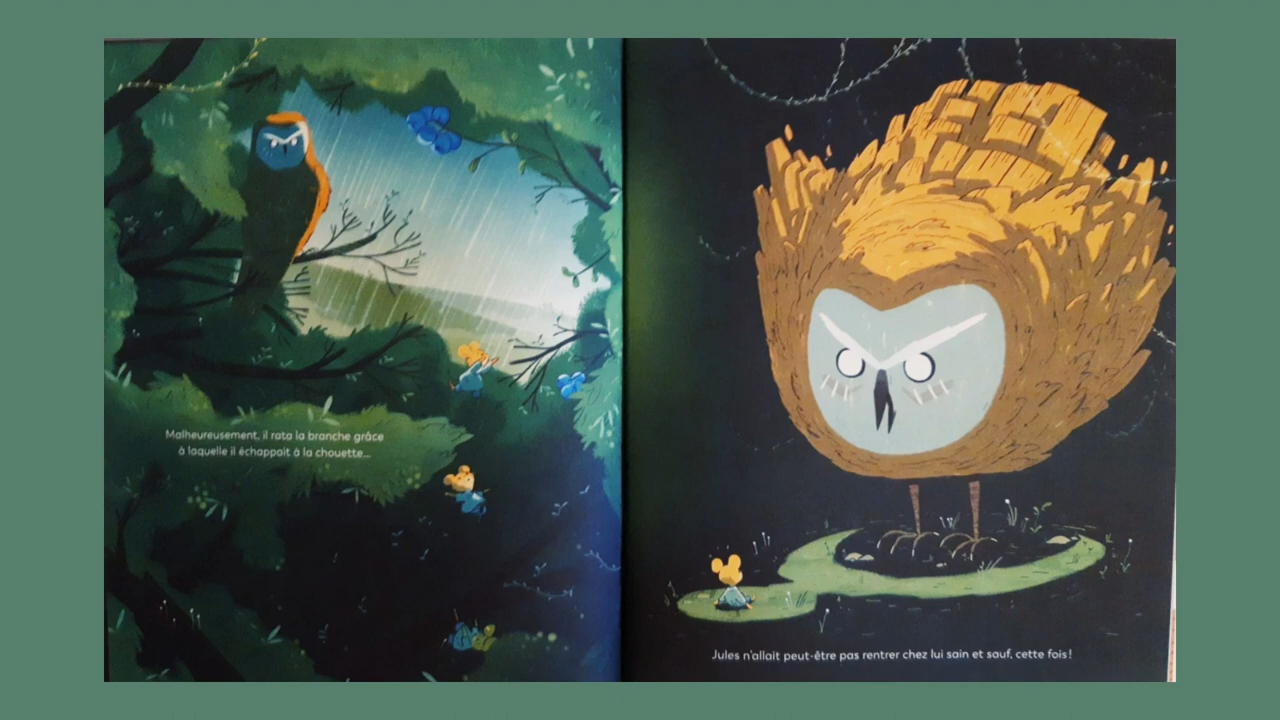 Malheureusement, il rata la branche grâce
à laquelle il échappait à la chouette...
Jules n'allait peut-être pas rentrer chez lui sain et sauf, cette fois!